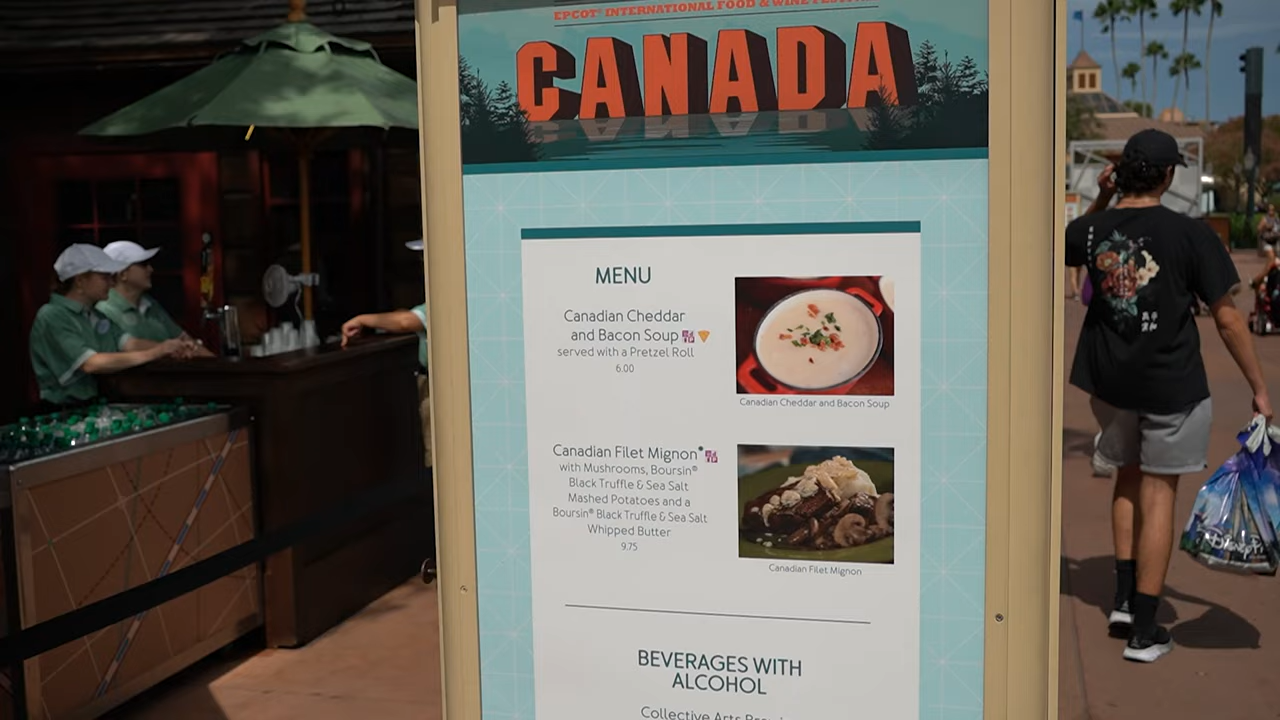 EPCOT® INTERNATIONAL FOOD & WINE
CANADA
MENU
Canadian Cheddar
and Bacon Soup
served with a Pretzel Roll
6.00
Canadian Cheddar and Bacon Soup
Canadian Filet Mignon*
with Mushrooms, Boursin®
Black Truffle & Sea Salt
Mashed Potatoes and a
Boursin® Black Truffle & Sea Salt
Whipped Butter
9.75
Canadian Filet Mignon
BEVERAGES WITH
ALCOHOL
Collective Arts